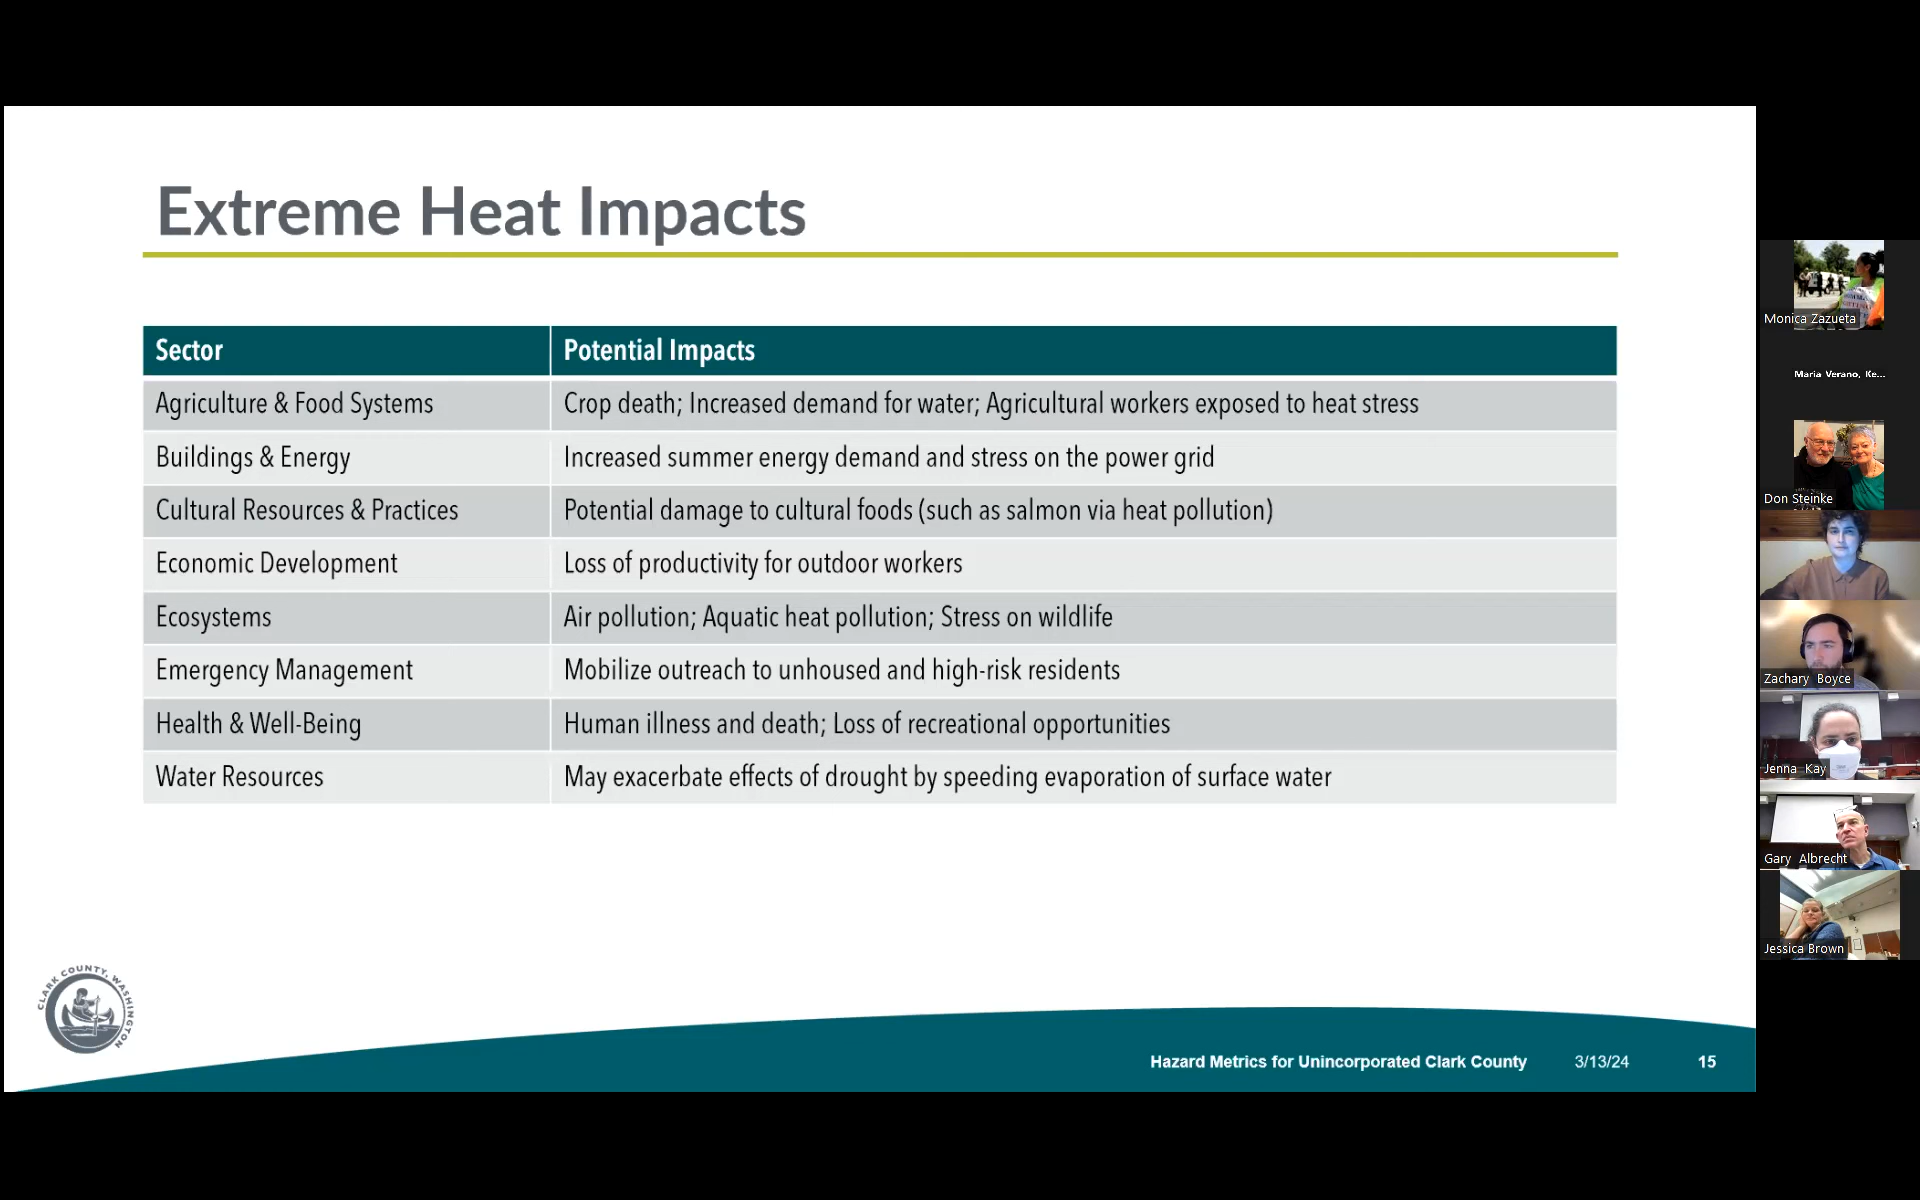 Extreme Heat Impacts
Sector Potential Impacts
Agriculture & Food Systems Crop death; Increased demand for water; Agricultural workers exposed to heat stress
Buildings & Energy Increased summer energy demand and stress on the power grid
Cultural Resources & Practices Potential damage to cultural foods (such as salmon via heat pollution)
Economic Development Loss of productivity for outdoor workers
Ecosystems Air pollution; Aquatic heat pollution; Stress on wildlife
Emergency Management Mobilize outreach to unhoused and high-risk residents
Health & Well-Being Human illness and death; Loss of recreational opportunities
Water Resources May exacerbate effects of drought by speeding evaporation of surface water
CLARK COUNTY, WASHINGTON
Hazard Metrics for Unincorporated Clark County 3/13/24 15
Monica Zazueta
Maria Verano, Ke...
Don Steinke
Zachary Boyce
Jenna Kay
Gary Albrecht
Jessica Brown